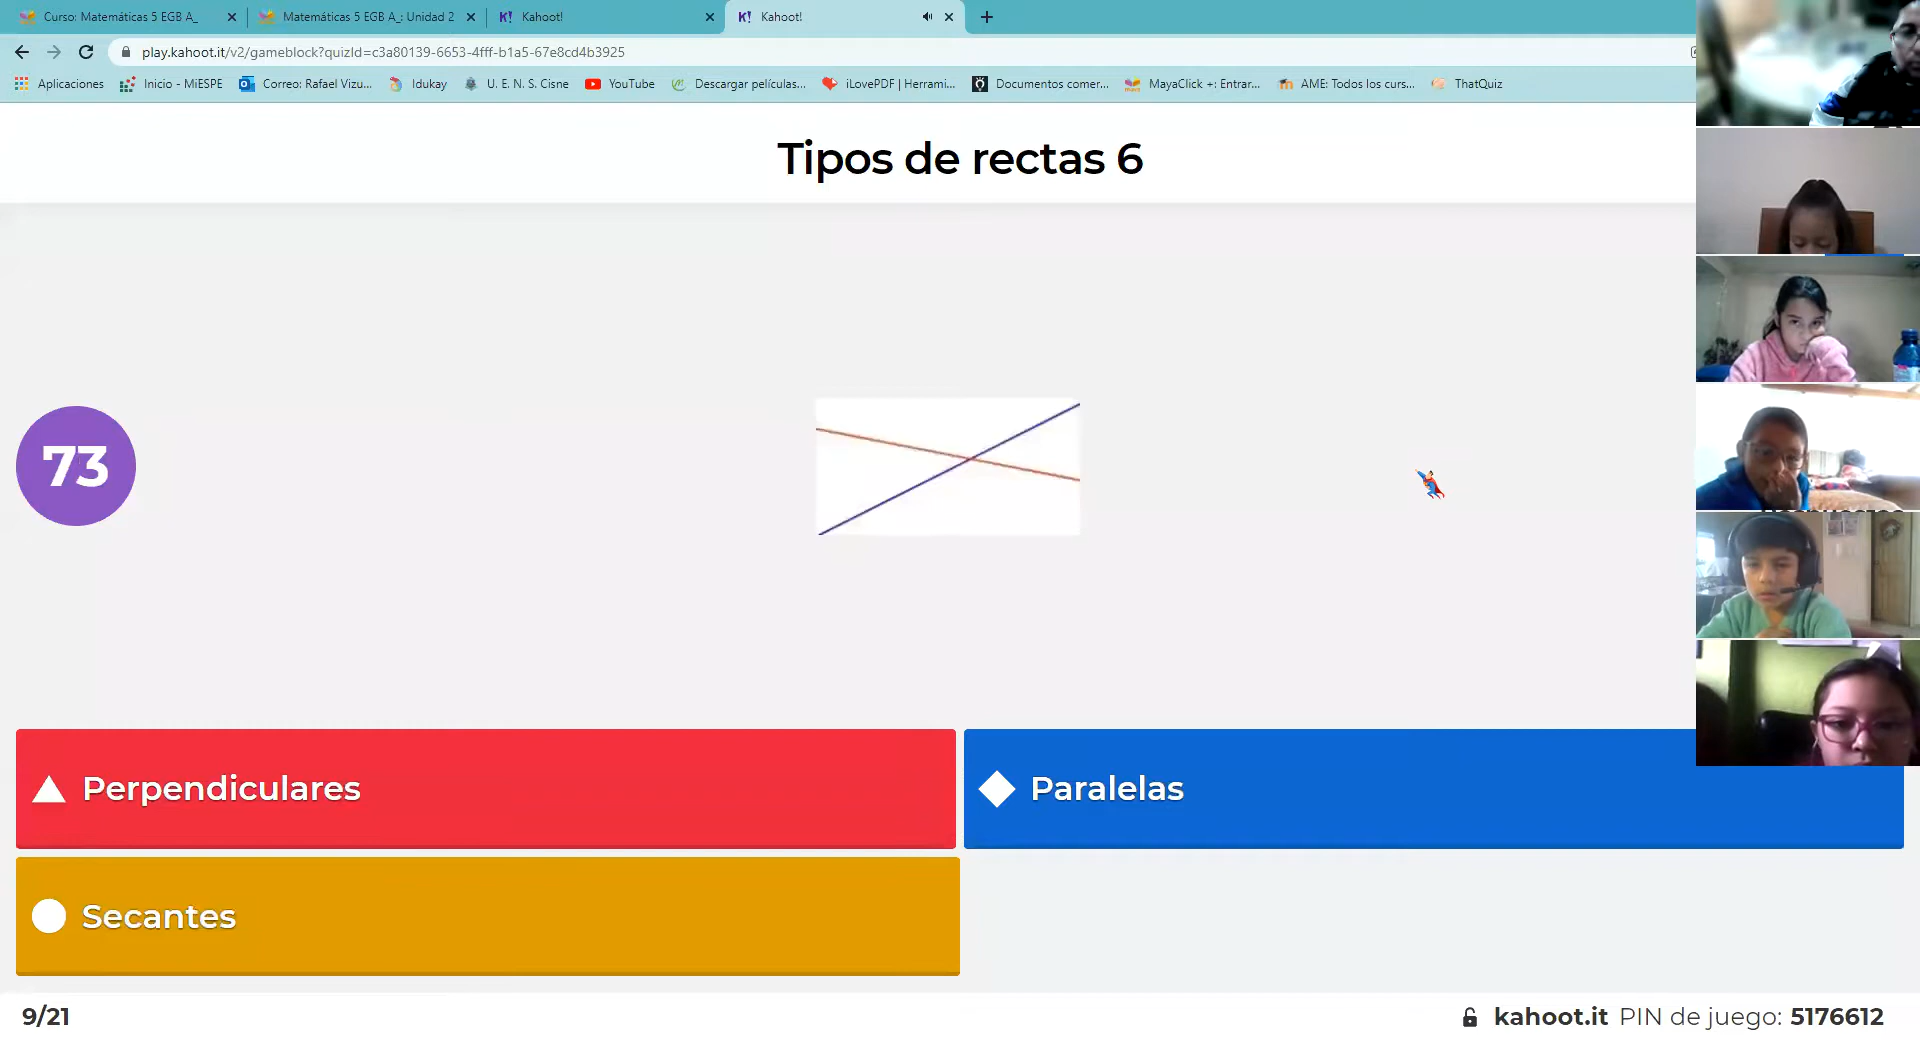 Curso: Matemáticas 5 EGB A_
Matemáticas 5 EGB A_: Unidad 2
K! Kahoot!
K! Kahoot!
play.kahoot.it/v2/gameblock?quizId=c3a80139-6653-4fff-b1a5-67e8cd4b3925
Aplicaciones
Inicio - MiESPE
Correo: Rafael Vizu...
Idukay
U. E. N. S. Cisne
YouTube
Descargar películas...
iLovePDF | Herrami...
Documentos comer...
MayaClick +: Entrar...
AME: Todos los curs...
ThatQuiz
Tipos de rectas 6
73
Perpendiculares
Paralelas
Secantes
9/21
kahoot.it PIN de juego: 5176612